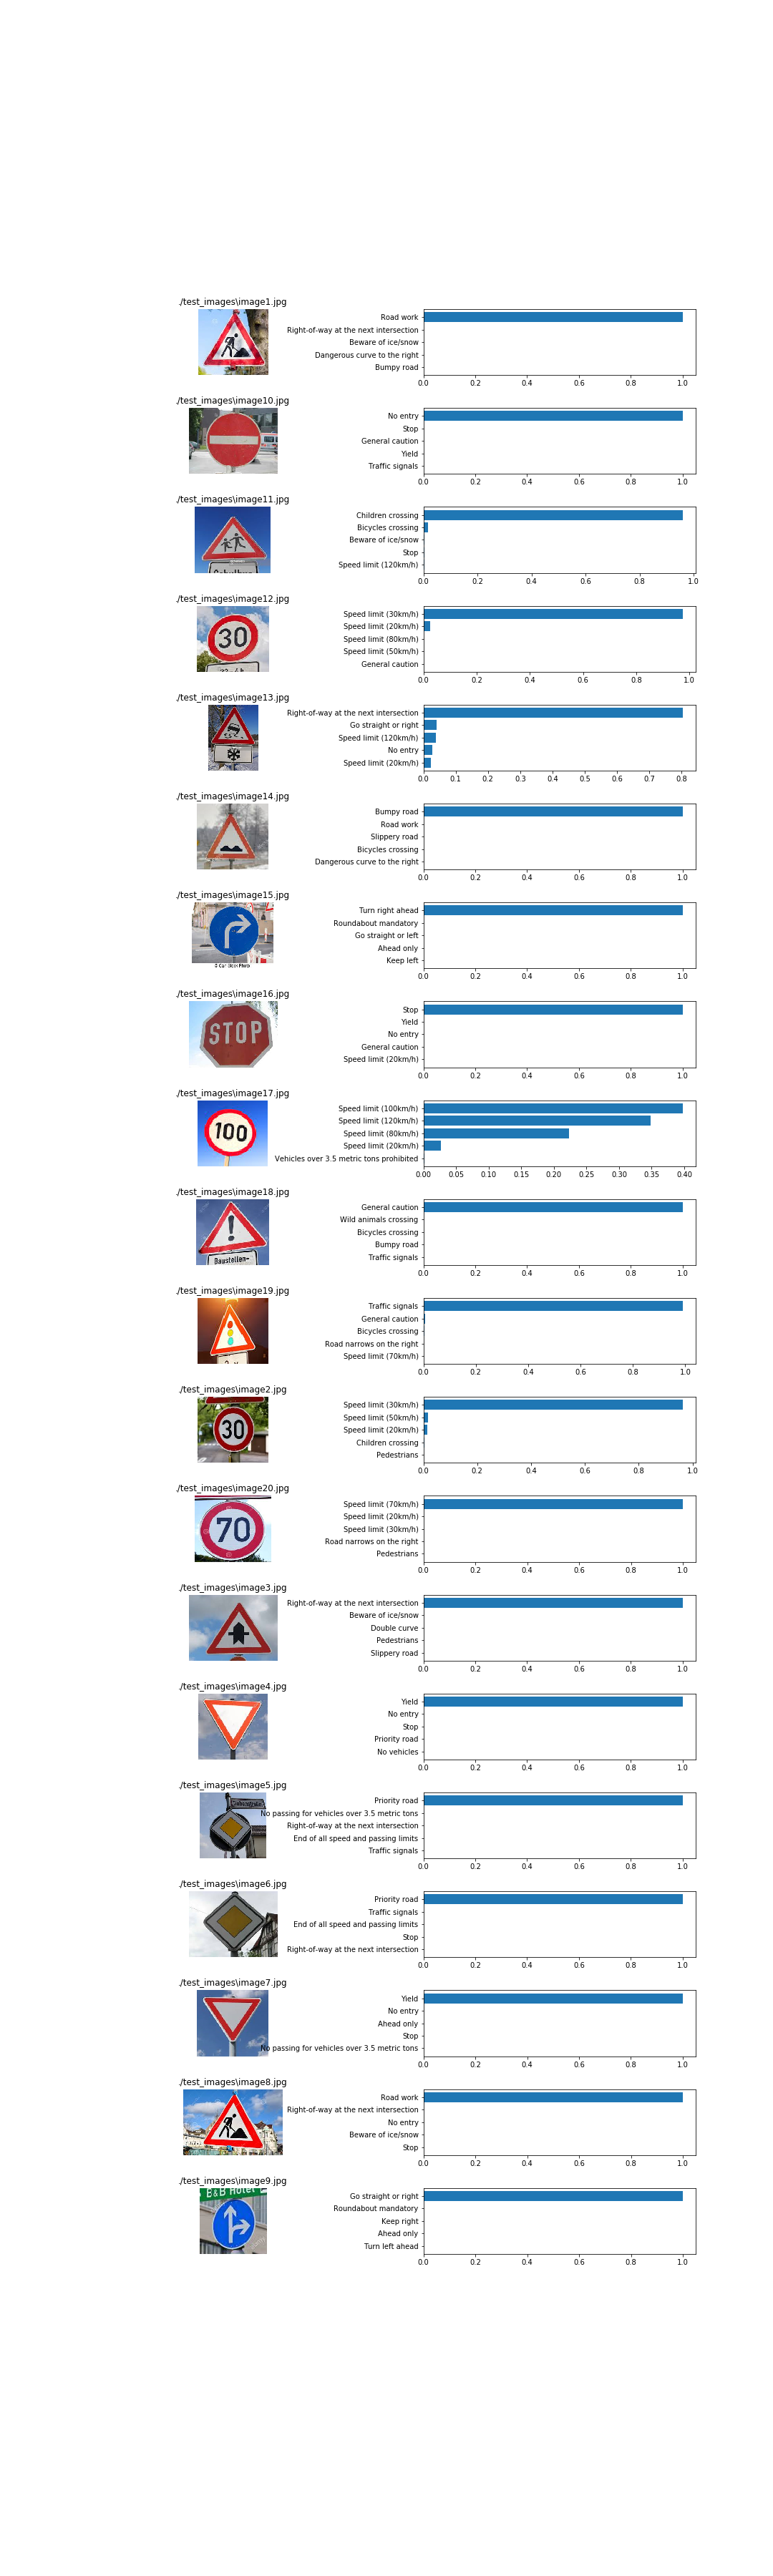 ./test_images\image1.jpg
Road work
Right-of-way at the next intersection
Beware of ice/snow
Dangerous curve to the right
Bumpy road
0.0 0.2 0.4 0.6 0.8 1.0
./test_images\image10.jpg
No entry
Stop
General caution
Yield
Traffic signals
0.0 0.2 0.4 0.6 0.8 1.0
./test_images\image11.jpg
Children crossing
Bicycles crossing
Beware of ice/snow
Stop
Speed limit (120km/h)
0.0 0.2 0.4 0.6 0.8 1.0
./test_images\image12.jpg
30
Speed limit (30km/h)
Speed limit (20km/h)
Speed limit (80km/h)
Speed limit (50km/h)
General caution
0.0 0.2 0.4 0.6 0.8 1.0
./test_images\image13.jpg
Right-of-way at the next intersection
Go straight or right
Speed limit (120km/h)
No entry
Speed limit (20km/h)
0.0 0.1 0.2 0.3 0.4 0.5 0.6 0.7 0.8
./test_images\image14.jpg
Bumpy road
Road work
Slippery road
Bicycles crossing
Dangerous curve to the right
0.0 0.2 0.4 0.6 0.8 1.0
./test_images\image15.jpg
Turn right ahead
Roundabout mandatory
Go straight or left
Ahead only
Keep left
0.0 0.2 0.4 0.6 0.8 1.0
./test_images\image16.jpg
STOP
Stop
Yield
No entry
General caution
Speed limit (20km/h)
0.0 0.2 0.4 0.6 0.8 1.0
./test_images\image17.jpg
100
Speed limit (100km/h)
Speed limit (120km/h)
Speed limit (80km/h)
Speed limit (20km/h)
Vehicles over 3.5 metric tons prohibited
0.00 0.05 0.10 0.15 0.20 0.25 0.30 0.35 0.40
./test_images\image18.jpg
Baustellen-
General caution
Wild animals crossing
Bicycles crossing
Bumpy road
Traffic signals
0.0 0.2 0.4 0.6 0.8 1.0
./test_images\image19.jpg
Traffic signals
General caution
Bicycles crossing
Road narrows on the right
Speed limit (70km/h)
0.0 0.2 0.4 0.6 0.8 1.0
./test_images\image2.jpg
30
Speed limit (30km/h)
Speed limit (50km/h)
Speed limit (20km/h)
Children crossing
Pedestrians
0.0 0.2 0.4 0.6 0.8 1.0
./test_images\image20.jpg
70
Speed limit (70km/h)
Speed limit (20km/h)
Speed limit (30km/h)
Road narrows on the right
Pedestrians
0.0 0.2 0.4 0.6 0.8 1.0
./test_images\image3.jpg
Right-of-way at the next intersection
Beware of ice/snow
Double curve
Pedestrians
Slippery road
0.0 0.2 0.4 0.6 0.8 1.0
./test_images\image4.jpg
Yield
No entry
Stop
Priority road
No vehicles
0.0 0.2 0.4 0.6 0.8 1.0
./test_images\image5.jpg
Priority road
No passing for vehicles over 3.5 metric tons
Right-of-way at the next intersection
End of all speed and passing limits
Traffic signals
0.0 0.2 0.4 0.6 0.8 1.0
./test_images\image6.jpg
Priority road
Traffic signals
End of all speed and passing limits
Stop
Right-of-way at the next intersection
0.0 0.2 0.4 0.6 0.8 1.0
./test_images\image7.jpg
Yield
No entry
Ahead only
Stop
No passing for vehicles over 3.5 metric tons
0.0 0.2 0.4 0.6 0.8 1.0
./test_images\image8.jpg
Road work
Right-of-way at the next intersection
No entry
Beware of ice/snow
Stop
0.0 0.2 0.4 0.6 0.8 1.0
./test_images\image9.jpg
B&B Hotel
Go straight or right
Roundabout mandatory
Keep right
Ahead only
Turn left ahead
0.0 0.2 0.4 0.6 0.8 1.0